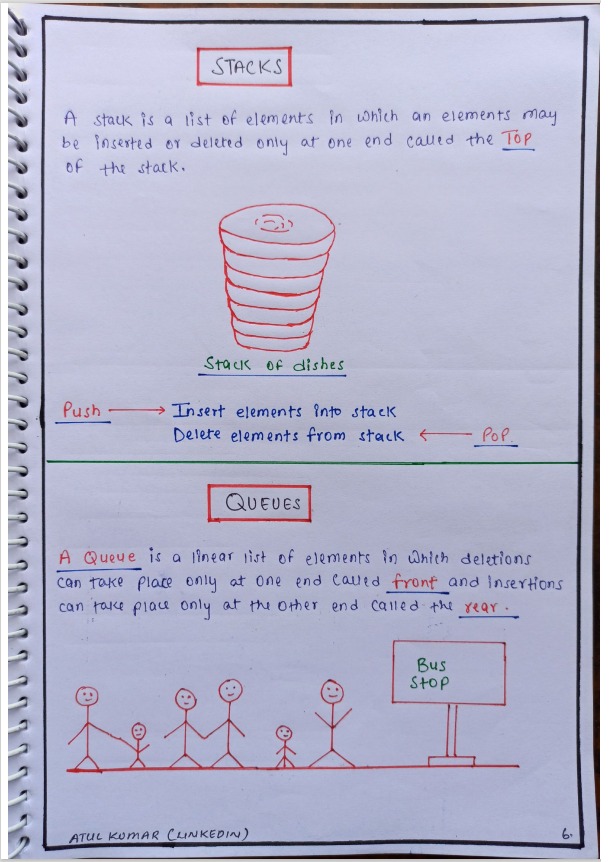 STACKS
A stack is a list of elements in which an elements may
be inserted or deleted only at one end called the Top
of the stack.
Stack of dishes
Push → Insert elements into stack
Delete elements from stack ← POP.
QUEUES
A Queue is a linear list of elements in which deletions
can take place only at one end called front and insertions
can take place only at the other end called the rear.
Bus
STOP
ATUL KUMAR (LINKEDIN)
6.